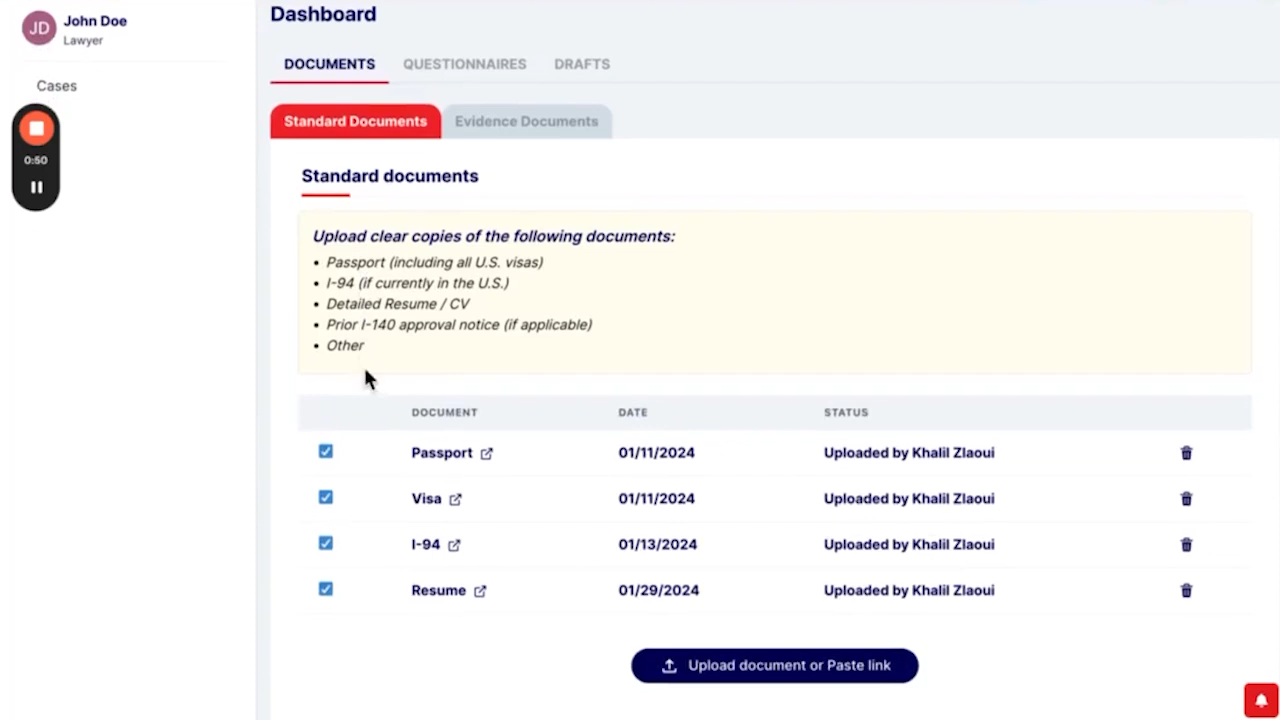 JD
John Doe
Lawyer
Cases
0:50
Dashboard
DOCUMENTS QUESTIONNAIRES DRAFTS
Standard Documents Evidence Documents
Standard documents
Upload clear copies of the following documents:
• Passport (including all U.S. visas)
• I-94 (if currently in the U.S.)
• Detailed Resume / CV
• Prior I-140 approval notice (if applicable)
• Other
DOCUMENT DATE STATUS
Passport 01/11/2024 Uploaded by Khalil Zlaoui
Visa 01/11/2024 Uploaded by Khalil Zlaoui
I-94 01/13/2024 Uploaded by Khalil Zlaoui
Resume 01/29/2024 Uploaded by Khalil Zlaoui
Upload document or Paste link